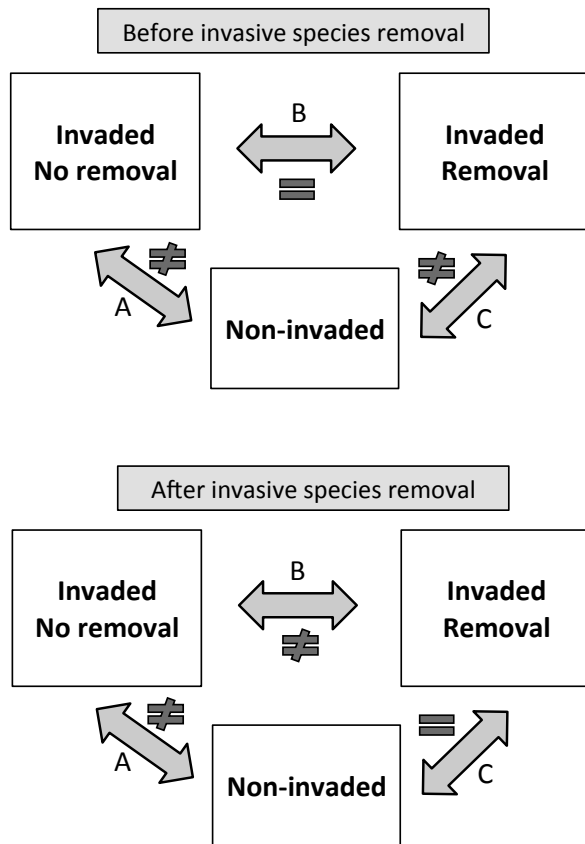 Before invasive species removal
Invaded
No removal
B
=
Invaded
Removal
≠
≠
A
Non-invaded
C
After invasive species removal
Invaded
No removal
B
≠
Invaded
Removal
≠
=
A
Non-invaded
C